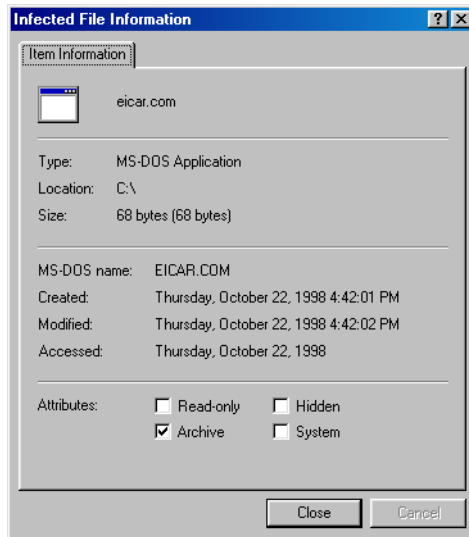 Infected File Information
Item Information
eicar.com
Type: MS-DOS Application
Location: C:\
Size: 68 bytes (68 bytes)
MS-DOS name: EICAR.COM
Created: Thursday, October 22, 1998 4:42:01 PM
Modified: Thursday, October 22, 1998 4:42:02 PM
Accessed: Thursday, October 22, 1998
Attributes: Read-only Hidden
Archive System
Close Cancel